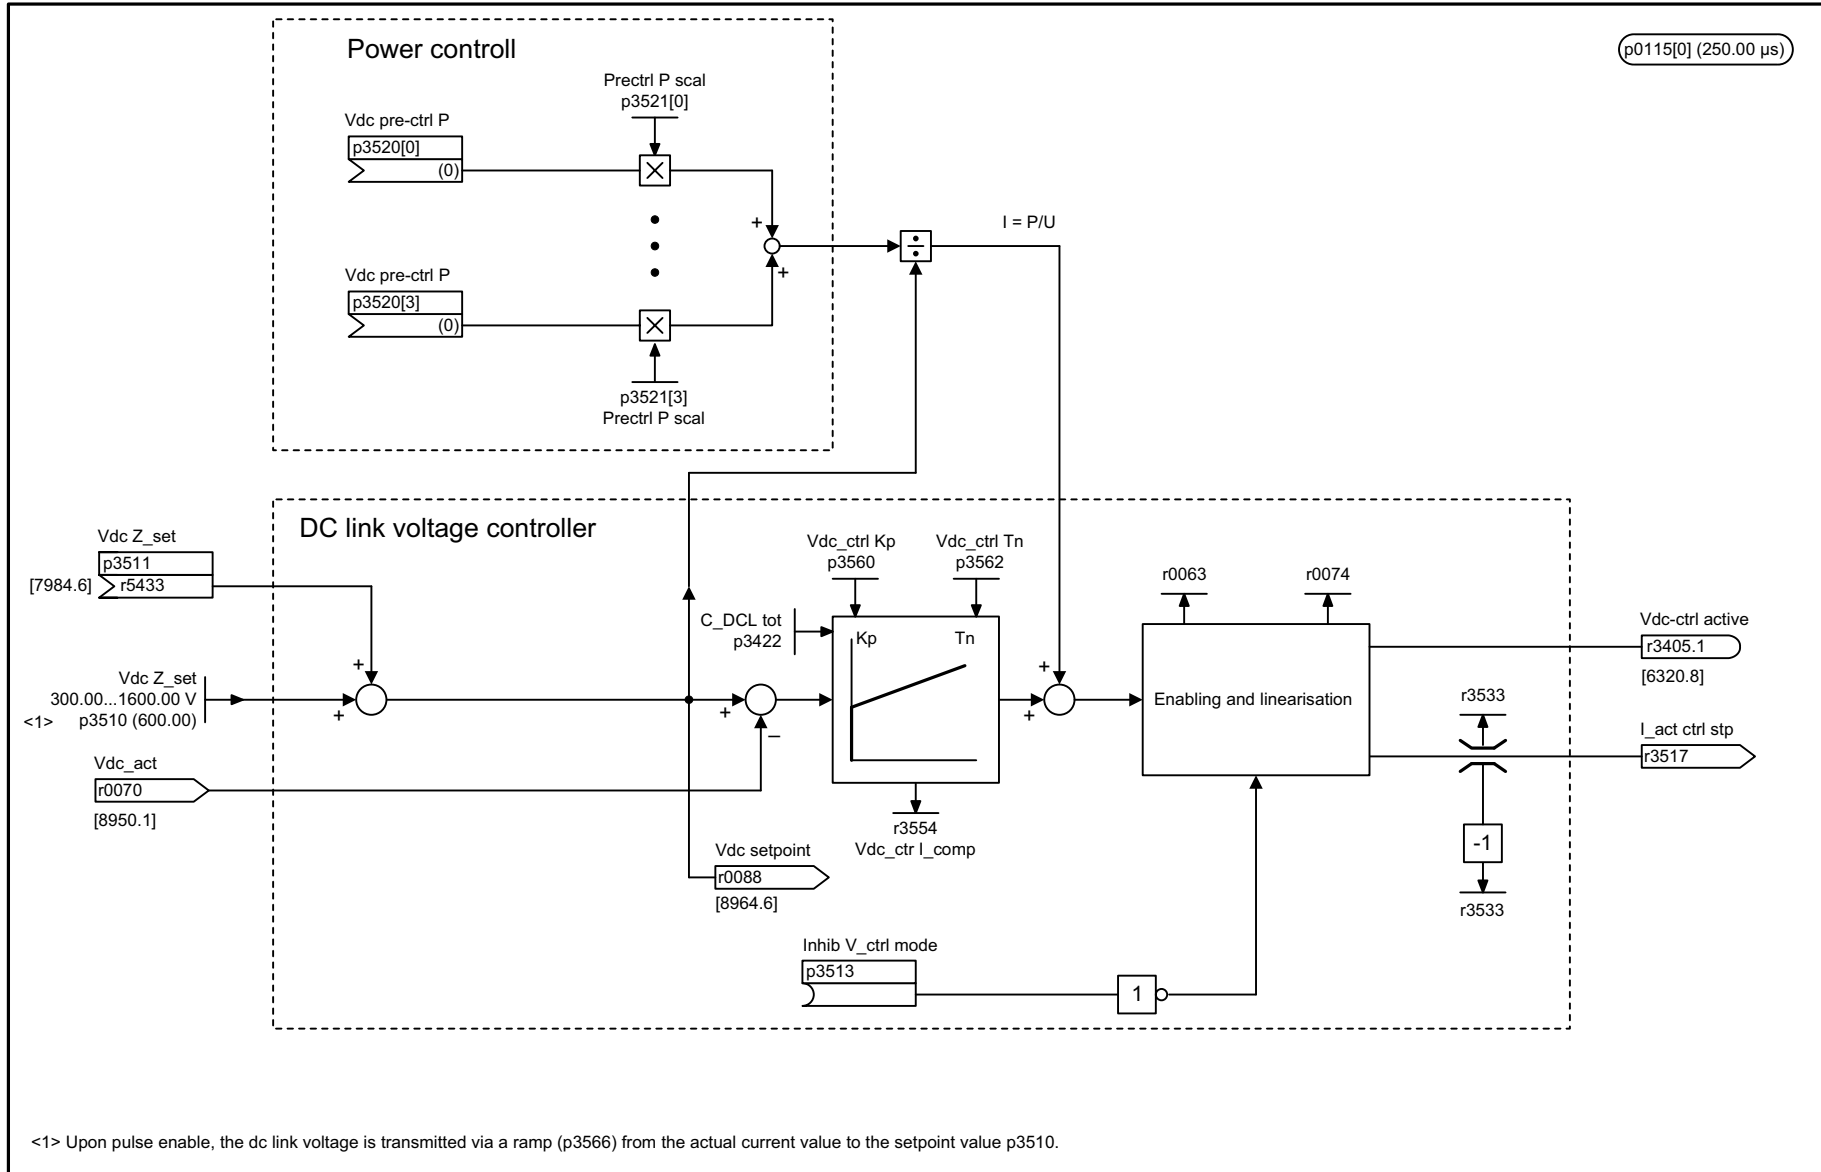 Power controll
p0115[0] (250.00 µs)
Prectrl P scal
p3521[0]
Vdc pre-ctrl P
p3520[0]
(0)
I = P/U
+
+
Vdc pre-ctrl P
p3520[3]
(0)
p3521[3]
Prectrl P scal
DC link voltage controller
Vdc Z_set
p3511
[7984.6]
r5433
Vdc_ctrl Kp
p3560
Vdc_ctrl Tn
p3562
r0063
r0074
C_DCL tot
p3422
Kp
Tn
Vdc-ctrl active
r3405.1
[6320.8]
+
+
Vdc Z_set
300.00...1600.00 V
<1> p3510 (600.00)
+
+
–
+
Enabling and linearisation
r3533
I_act ctrl stp
r3517
Vdc_act
r0070
[8950.1]
r3554
Vdc_ctr I_comp
-1
r3533
Vdc setpoint
r0088
[8964.6]
Inhib V_ctrl mode
p3513
1
<1> Upon pulse enable, the dc link voltage is transmitted via a ramp (p3566) from the actual current value to the setpoint value p3510.